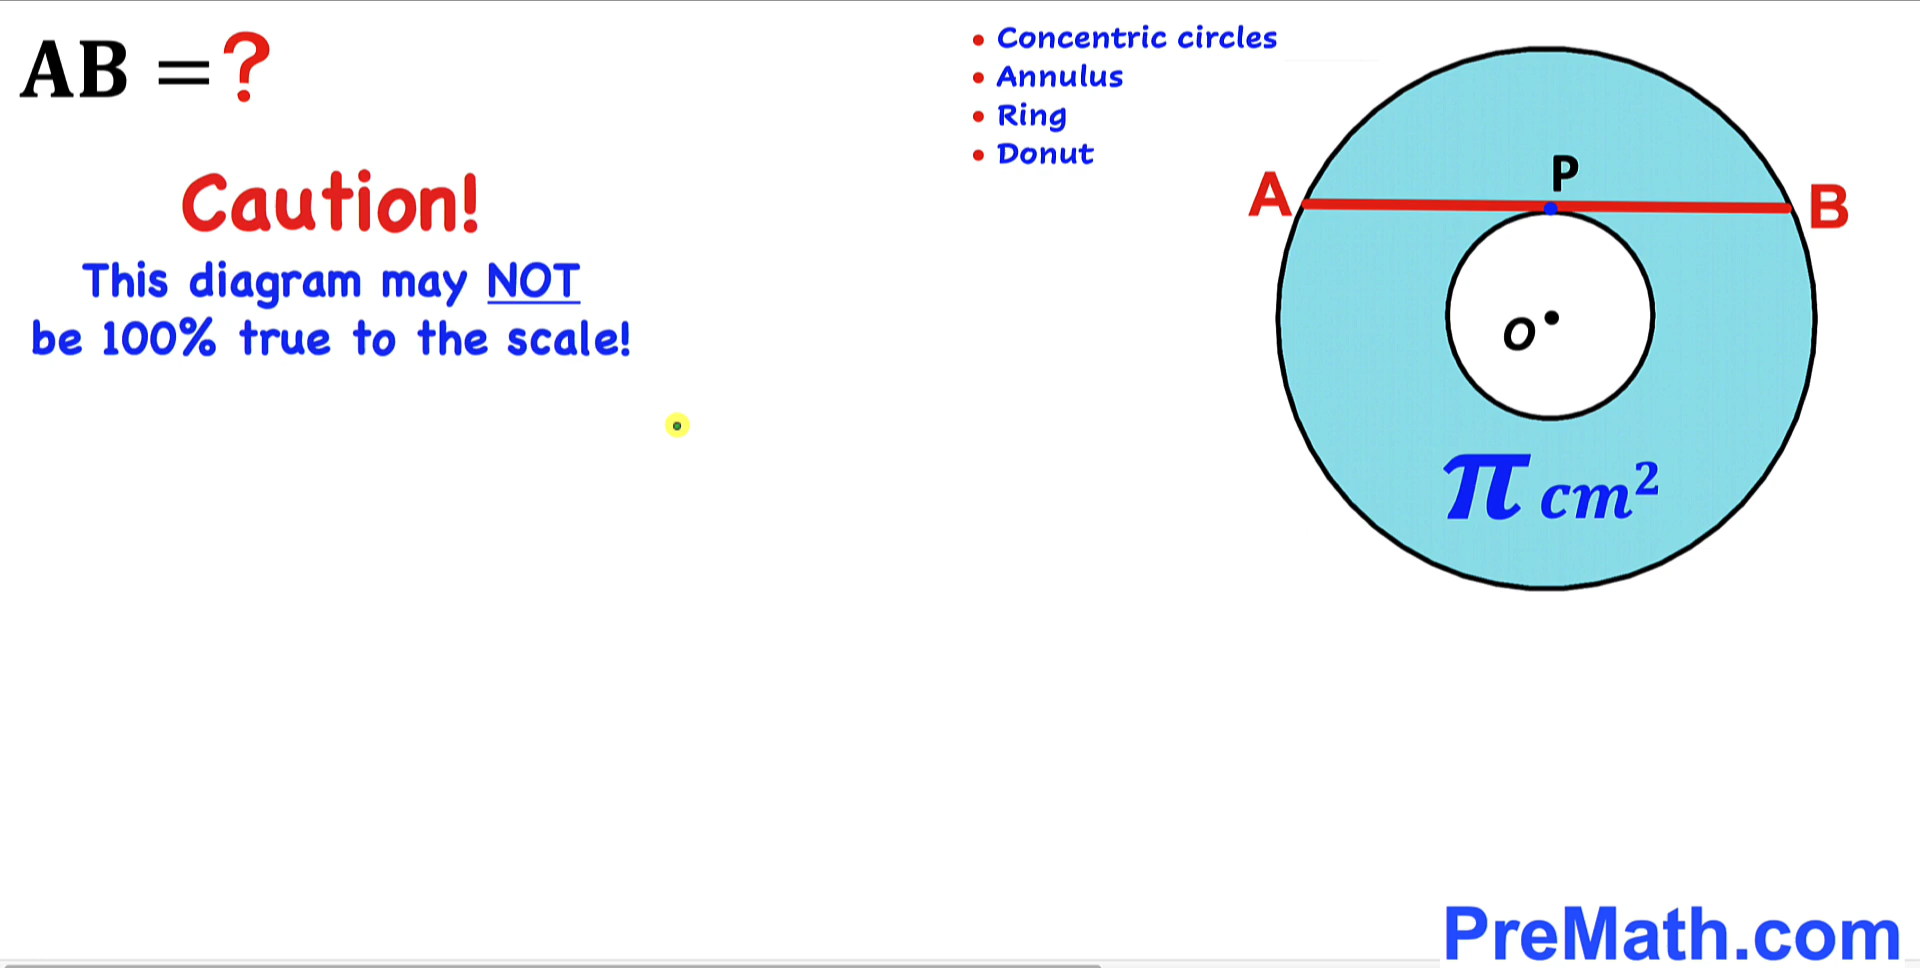 AB = ?
Caution!
This diagram may NOT
be 100% true to the scale!
• Concentric circles
• Annulus
• Ring
• Donut
P
A
B
O
π cm²
PreMath.com